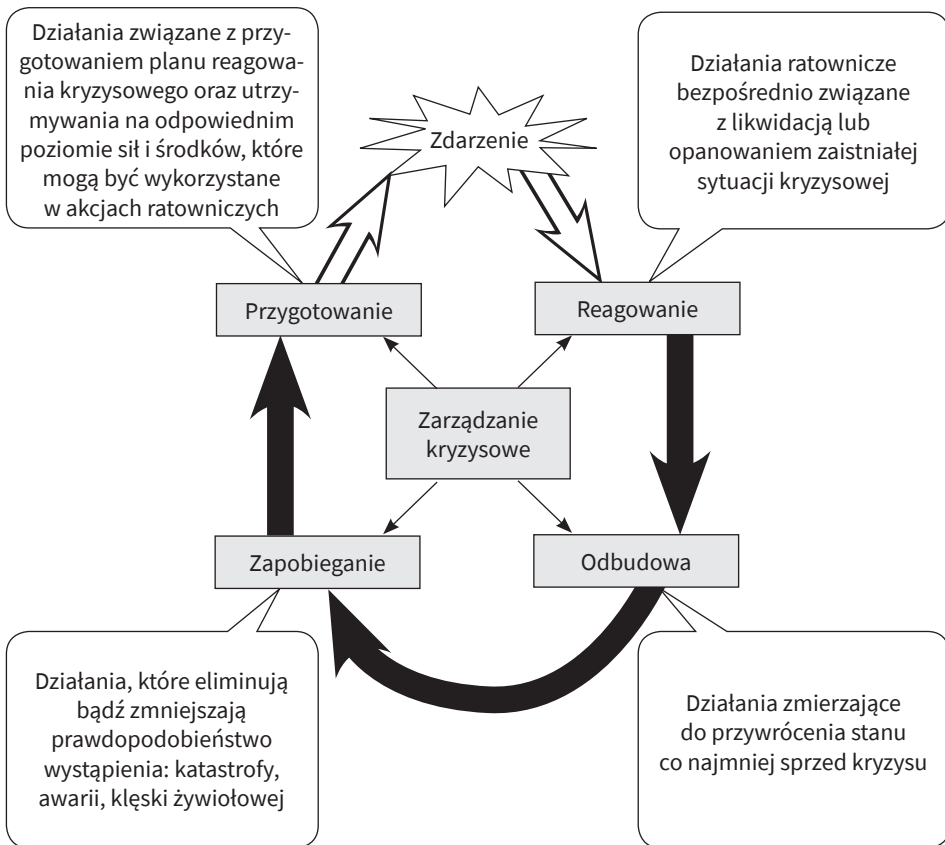 Działania związane z przy-
gotowaniem planu reagowa-
nia kryzysowego oraz utrzy-
mywania na odpowiednim
poziomie sił i środków, które
mogą być wykorzystane
w akcjach ratowniczych
Zdarzenie
Działania ratownicze
bezpośrednio związane
z likwidacją lub
opanowaniem zaistniałej
sytuacji kryzysowej
Przygotowanie
Reagowanie
Zarządzanie
kryzysowe
Zapobieganie
Odbudowa
Działania, które eliminują
bądź zmniejszają
prawdopodobieństwo
wystąpienia: katastrofy,
awarii, klęski żywiołowej
Działania zmierzające
do przywrócenia stanu
co najmniej sprzed kryzysu